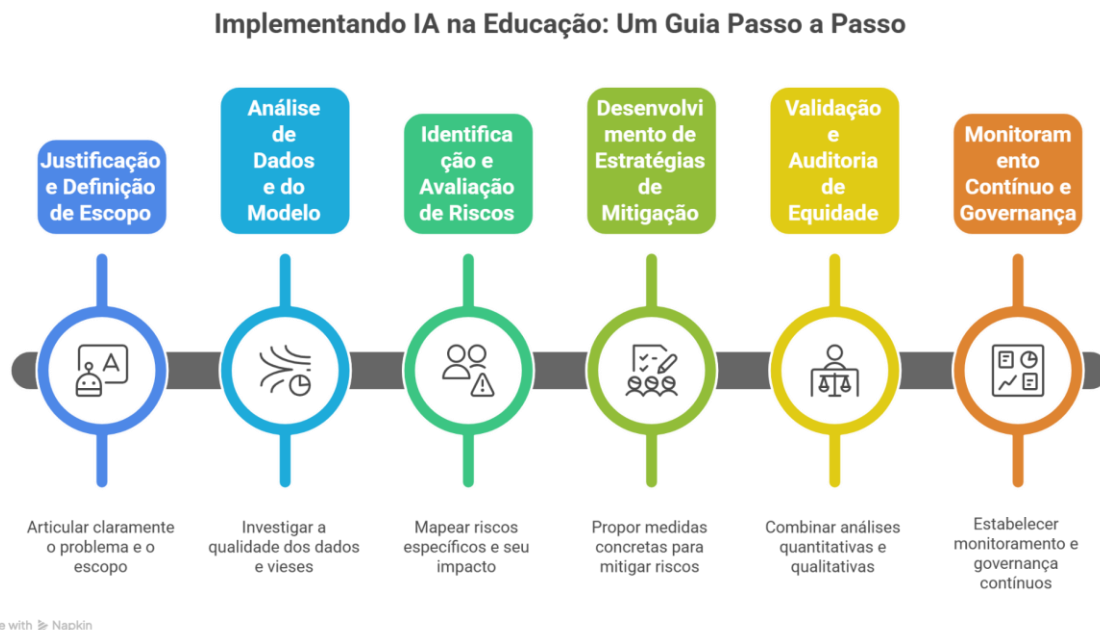 Implementando IA na Educação: Um Guia Passo a Passo
Justificação
e Definição
de Escopo
Análise
de
Dados
e do
Modelo
Identifica
ção e
Avaliação
de Riscos
Desenvolvi
mento de
Estratégias
de
Mitigação
Validação
e
Auditoria
de
Equidade
Monitoram
ento
Contínuo e
Governança
A
Articular claramente
o problema e o
escopo
Investigar a
qualidade dos dados
e vieses
Mapear riscos
específicos e seu
impacto
Propor medidas
concretas para
mitigar riscos
Combinar análises
quantitativas e
qualitativas
Estabelecer
monitoramento e
governança
contínuos
e with Napkin